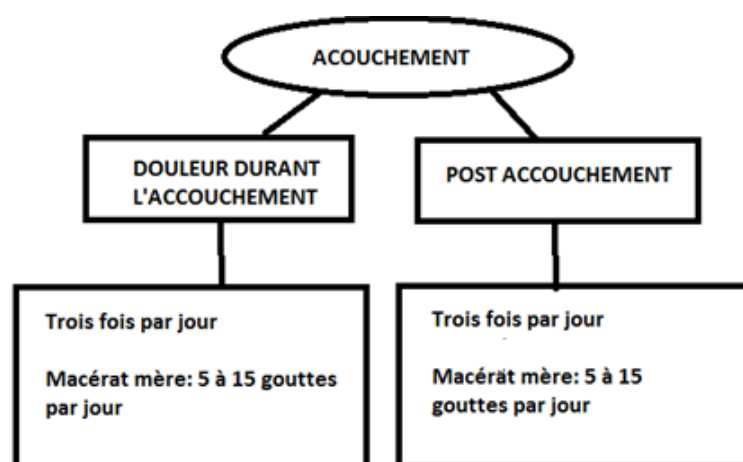 ACOUCHEMENT
DOULEUR DURANT
L'ACCOUCHEMENT
POST ACCOUCHEMENT
Trois fois par jour
Macérat mère: 5 à 15 gouttes
par jour
Trois fois par jour
Macérat mère: 5 à 15
gouttes par jour